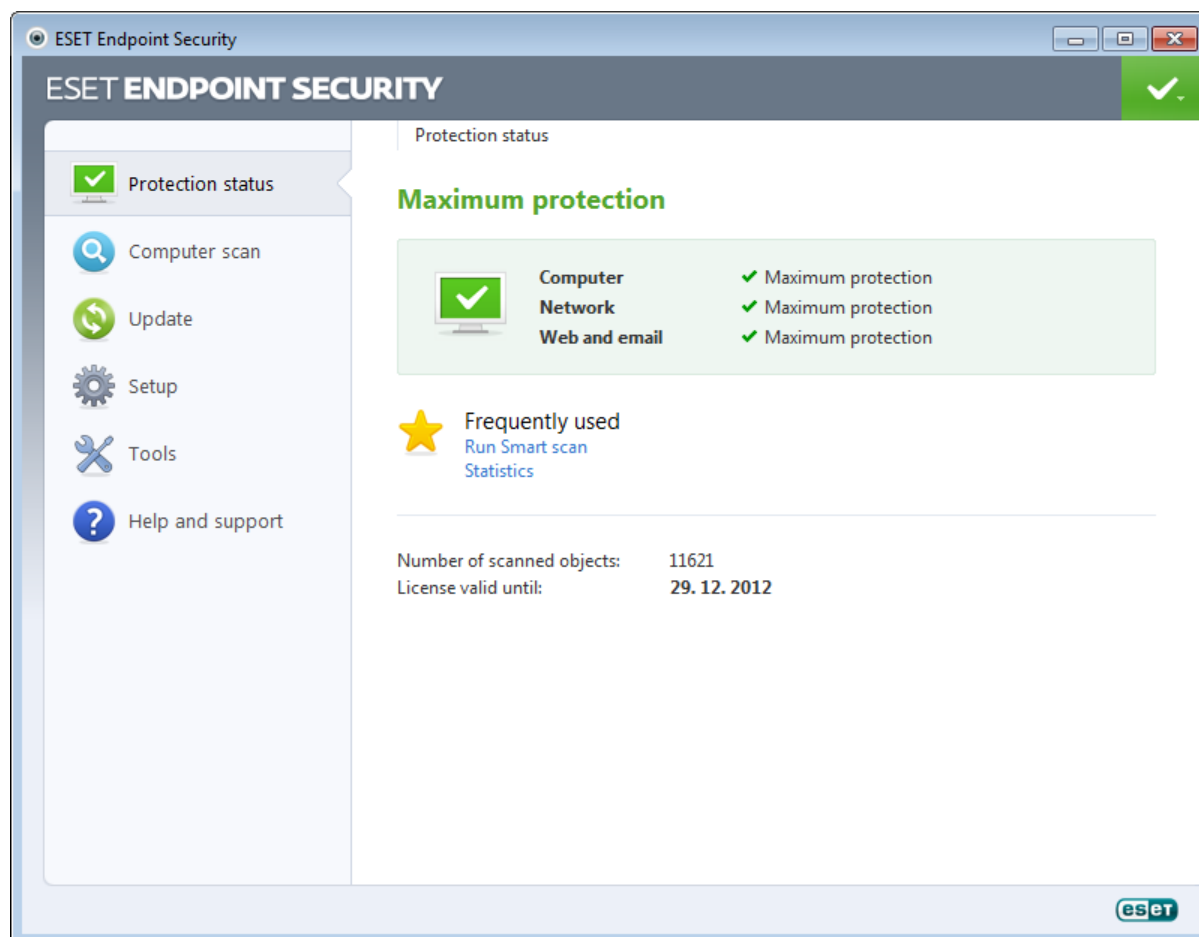 ESET Endpoint Security
ESET ENDPOINT SECURITY
Protection status
Computer scan
Update
Setup
Tools
? Help and support
Protection status
Maximum protection
Computer Maximum protection
Network Maximum protection
Web and email Maximum protection
Frequently used
Run Smart scan
Statistics
Number of scanned objects: 11621
License valid until: 29. 12. 2012
eseT